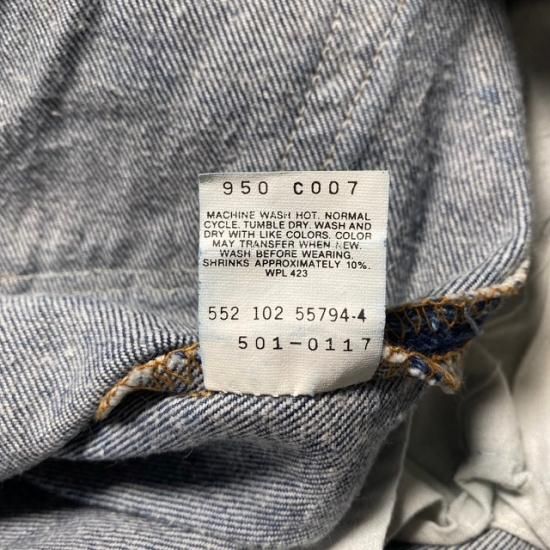 950 C007
MACHINE WASH HOT. NORMAL
CYCLE. TUMBLE DRY. WASH AND
DRY WITH LIKE COLORS. COLOR
MAY TRANSFER WHEN NEW.
WASH BEFORE WEARING.
SHRINKS APPROXIMATELY 10%.
WPL 423
552 102 55794-4
501-0117